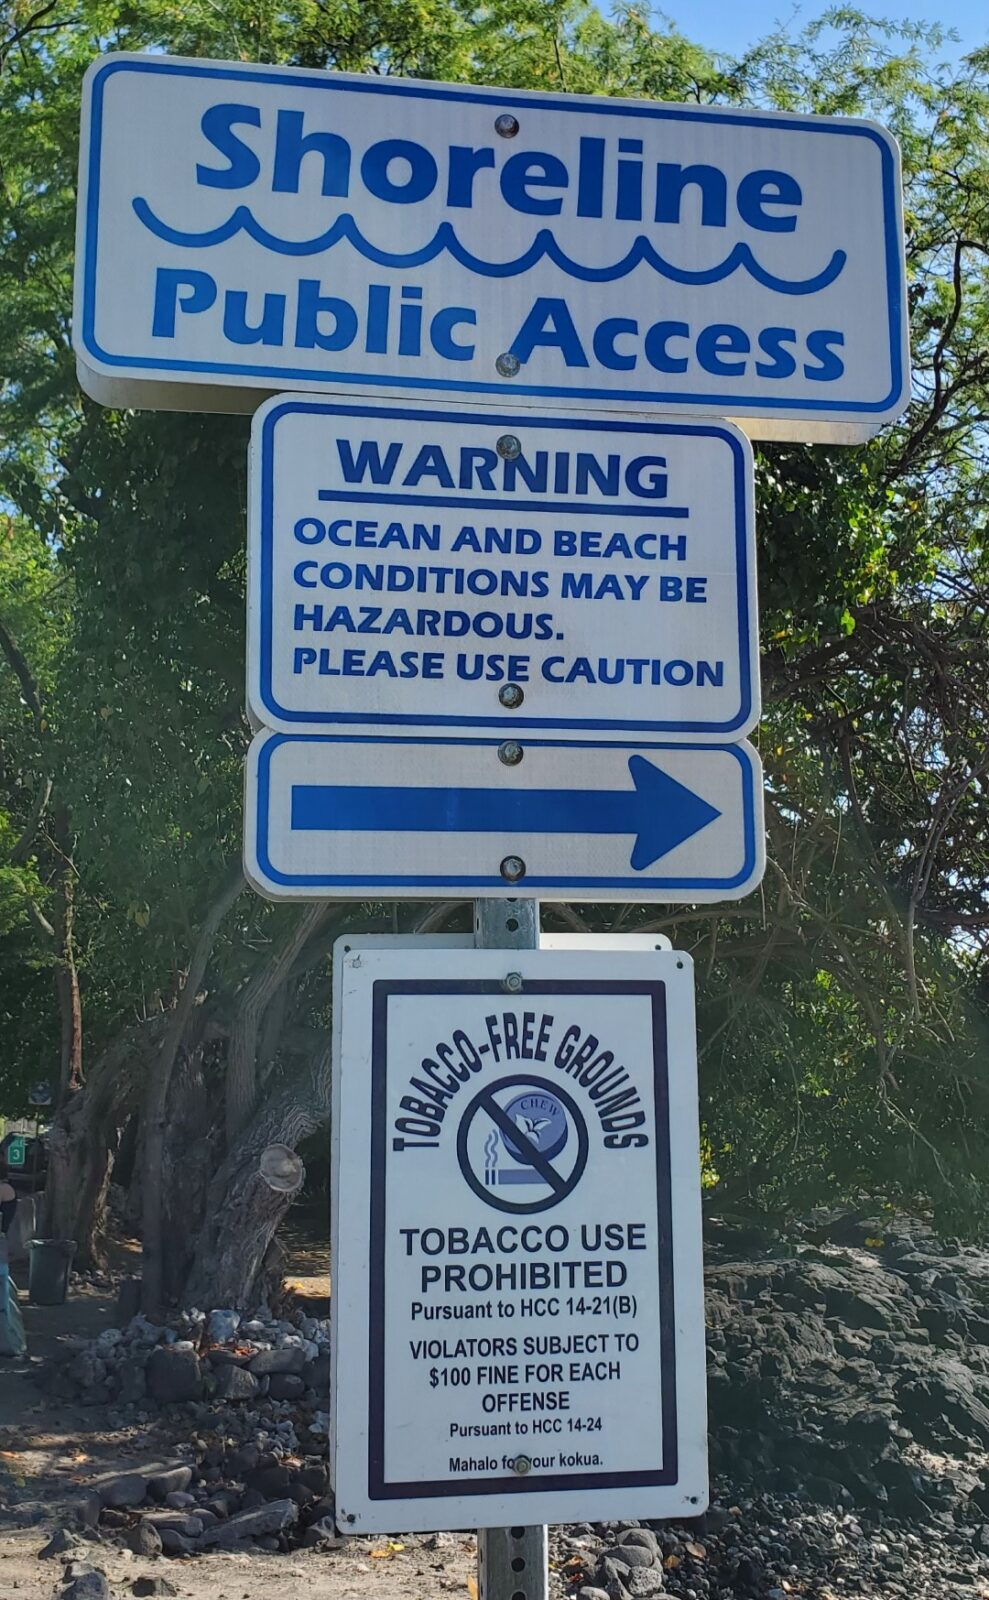 Shoreline
Public Access
WARNING
OCEAN AND BEACH
CONDITIONS MAY BE
HAZARDOUS.
PLEASE USE CAUTION
TOBACCO-FREE GROUNDS
CHEW
TOBACCO USE
PROHIBITED
Pursuant to HCC 14-21(B)
VIOLATORS SUBJECT TO
$100 FINE FOR EACH
OFFENSE
Pursuant to HCC 14-24
Mahalo for your kokua.
3